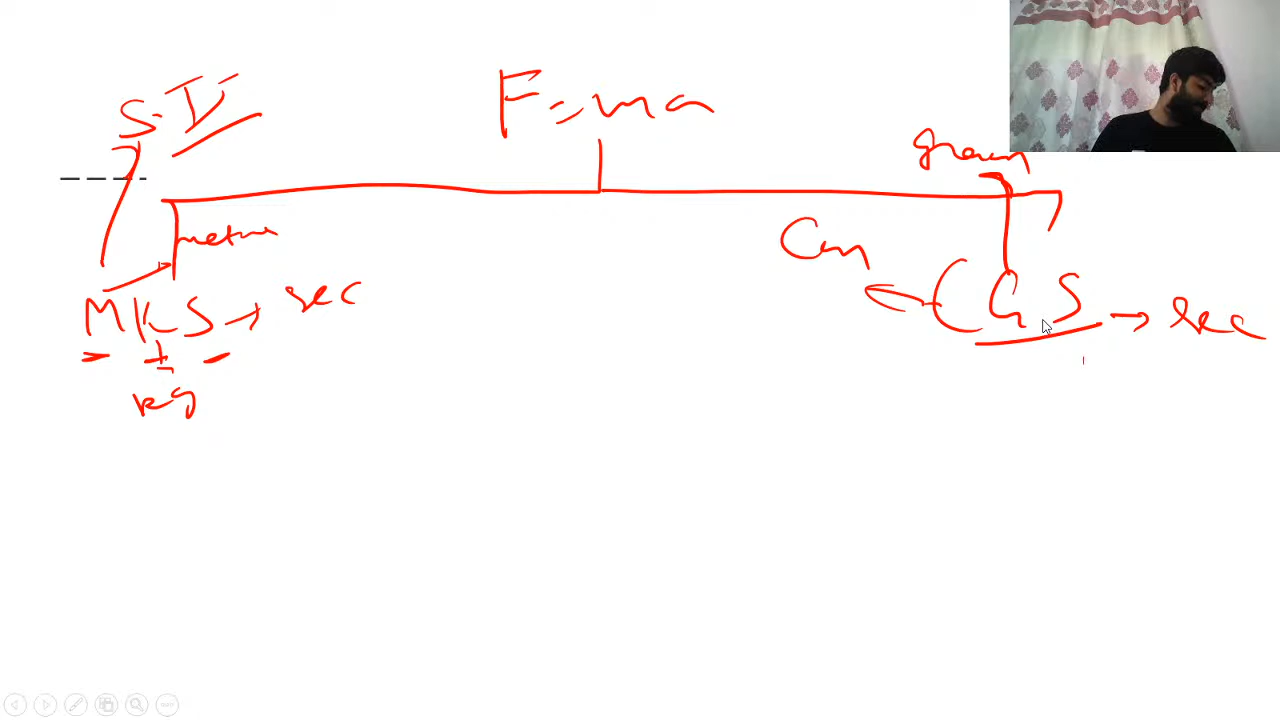 S.I
F = ma
gram
metre
Cm
MKS → sec
CGS → sec
kg